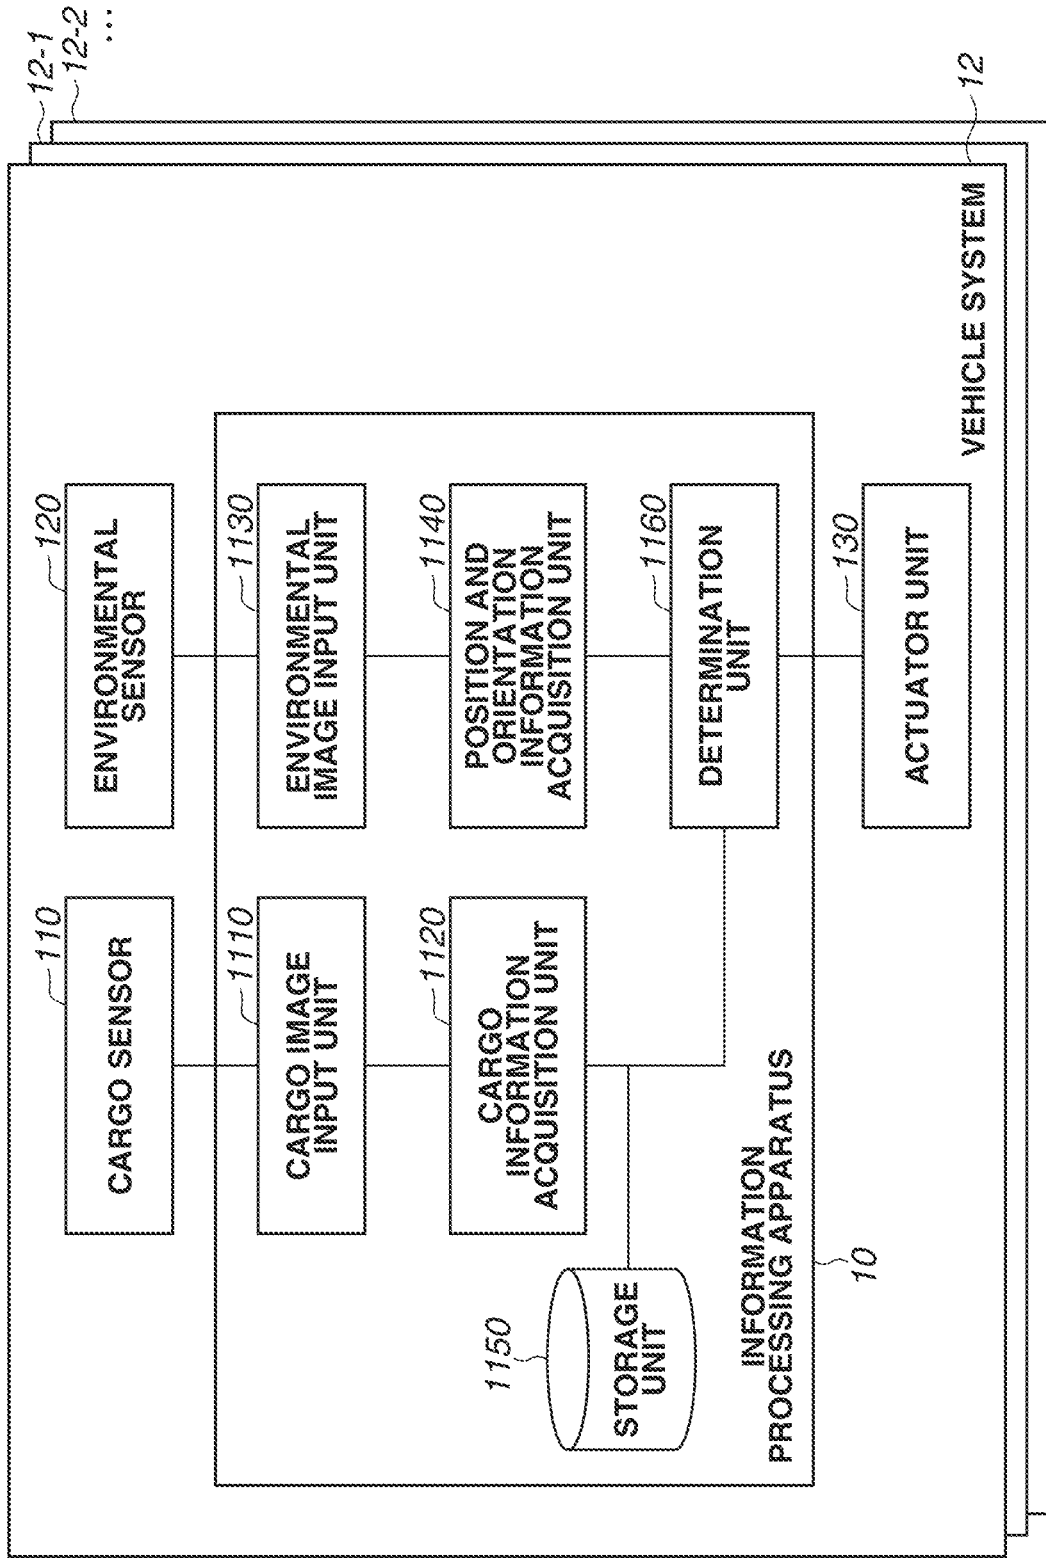 12-1
12-2
...
12
VEHICLE SYSTEM
110
CARGO SENSOR
120
ENVIRONMENTAL
SENSOR
1110
CARGO IMAGE
INPUT UNIT
1130
ENVIRONMENTAL
IMAGE INPUT UNIT
1120
CARGO
INFORMATION
ACQUISITION UNIT
1140
POSITION AND
ORIENTATION
INFORMATION
ACQUISITION UNIT
1150
STORAGE
UNIT
1160
DETERMINATION
UNIT
INFORMATION
PROCESSING APPARATUS
10
130
ACTUATOR UNIT